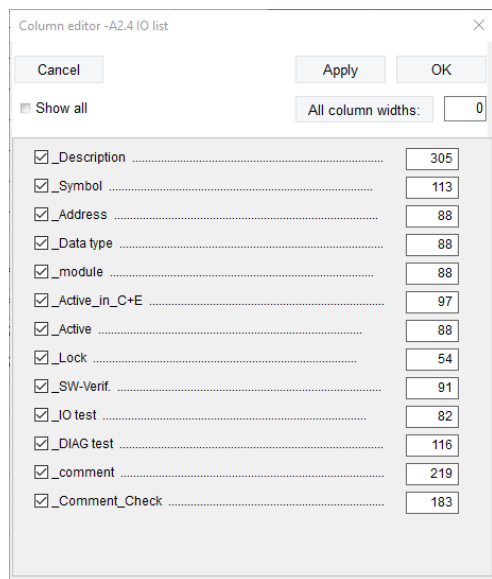 Column editor -A2.4 IO list
Cancel Apply OK
Show all All column widths: 0
_Description 305
_Symbol 113
_Address 88
_Data type 88
_module 88
_Active_in_C+E 97
_Active 88
_Lock 54
_SW-Verif. 91
_IO test 82
_DIAG test 116
_comment 219
_Comment_Check 183